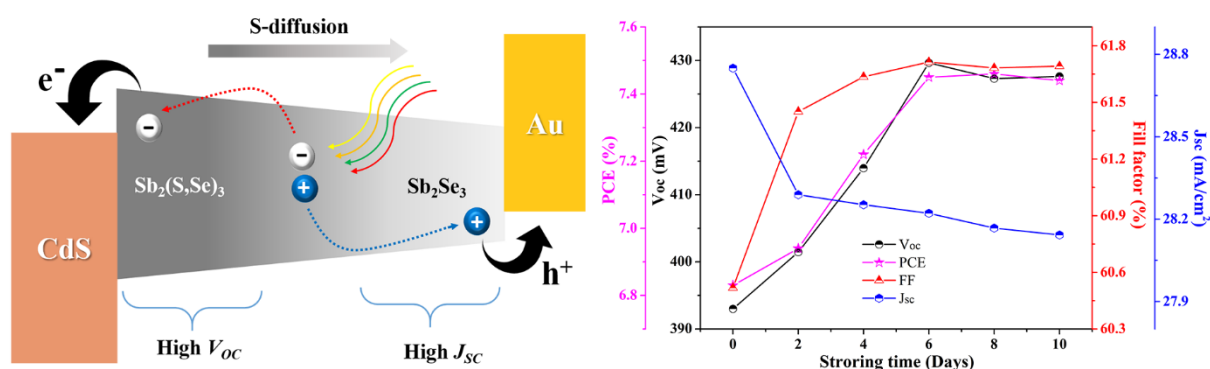 S-diffusion
e-
Au
Sb2(S,Se)3
Sb2Se3
CdS
h+
High VOC
High JSC
PCE (%)
7.6
7.4
7.2
7.0
6.8
Voc (mV)
430
420
410
400
390
Voc
PCE
FF
Jsc
0 2 4 6 8 10
Stroring time (Days)
Fill factor (%)
61.8
61.5
61.2
60.9
60.6
60.3
Jsc (mA/cm2)
28.8
28.5
28.2
27.9